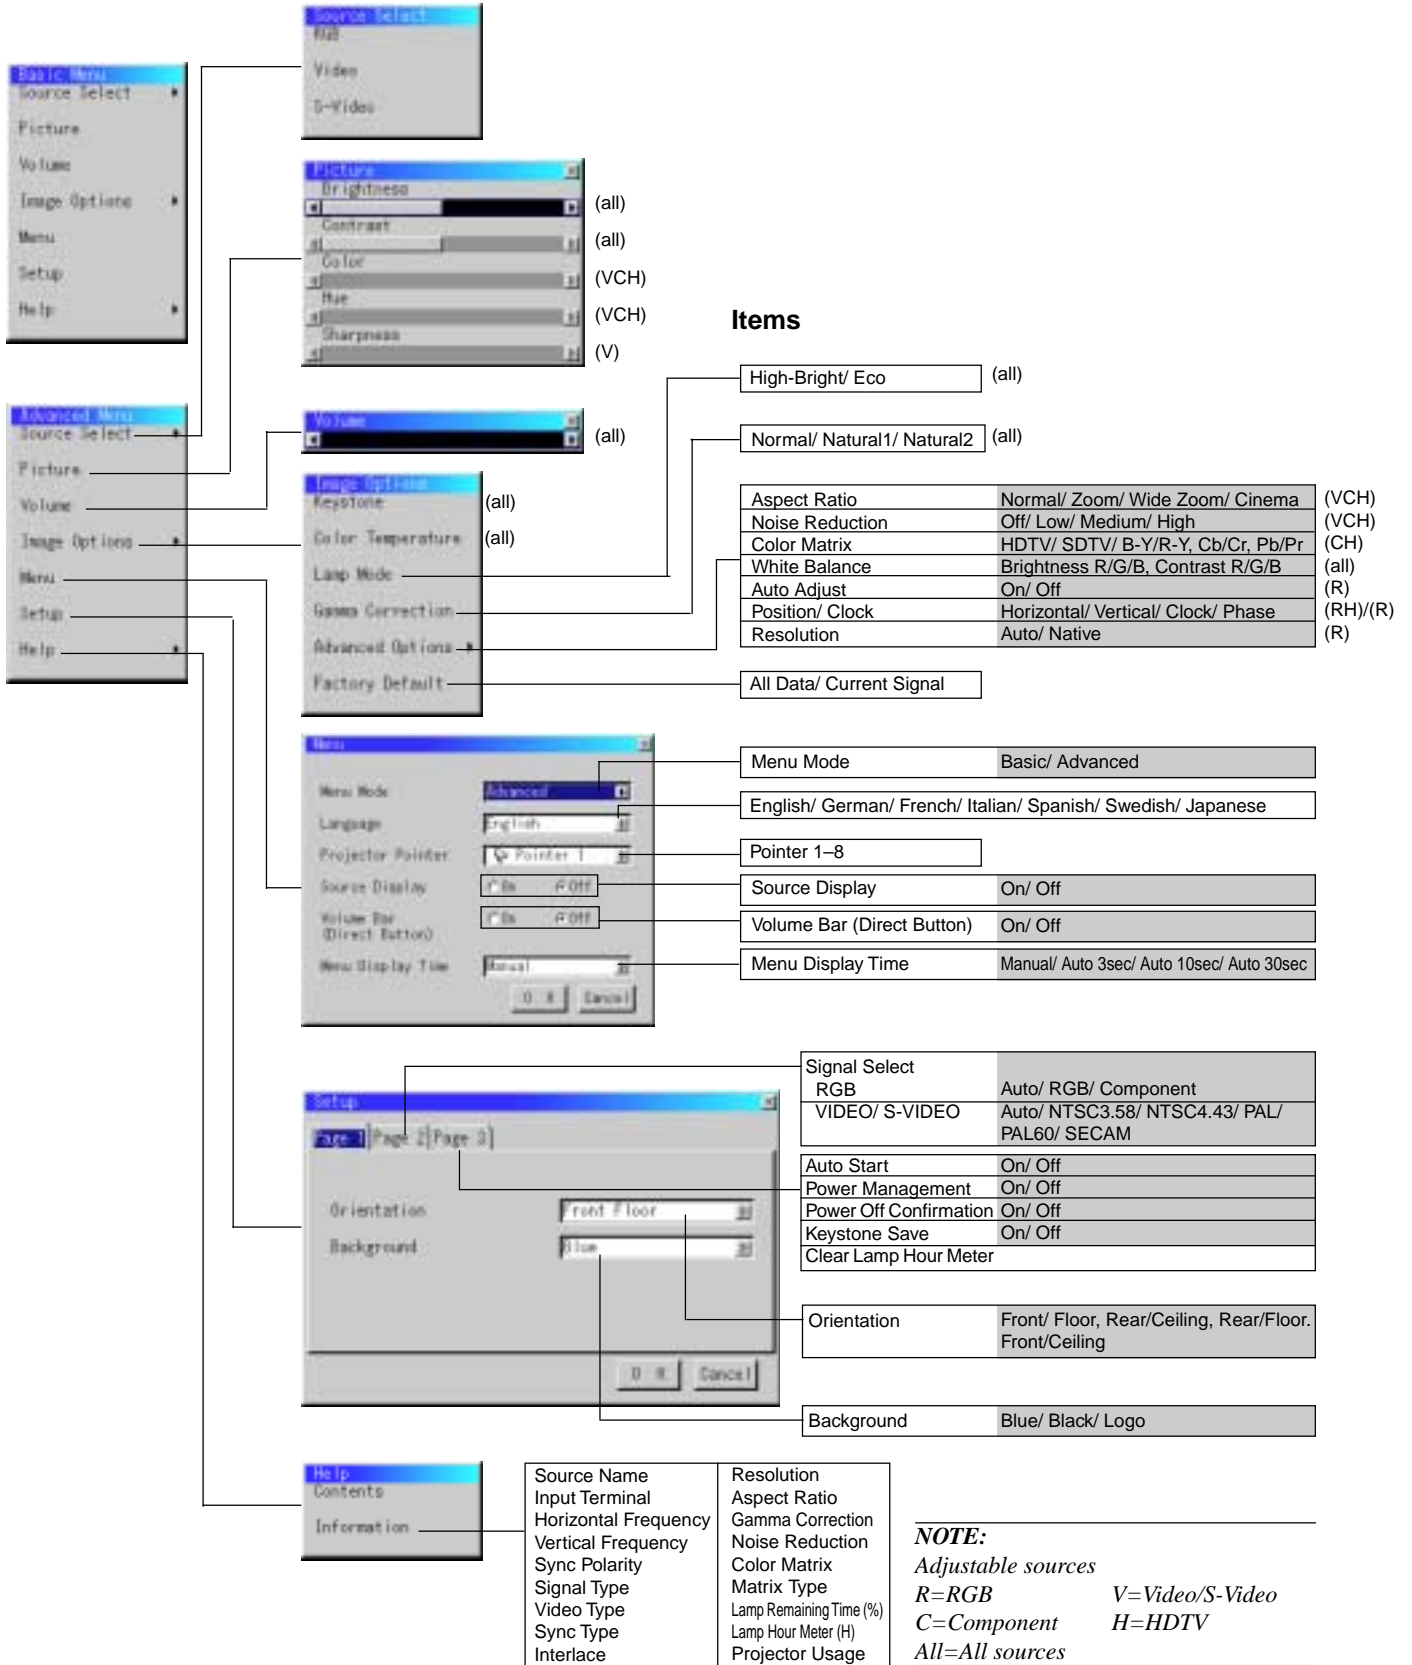 Source Select
RGB
Video
S-Video
Basic Menu
Source Select
Picture
Volume
Image Options
Menu
Setup
Help
Picture
Brightness
(all)
Contrast
(all)
Color
(VCH)
Hue
(VCH)
Sharpness
(V)
Items
High-Bright/ Eco
(all)
Advanced Menu
Source Select
Picture
Volume
Image Options
Menu
Setup
Help
Volume
(all)
Normal/ Natural1/ Natural2
(all)
Image Options
Keystone
(all)
Color Temperature
(all)
Lamp Mode
Gamma Correction
Advanced Options
Factory Default
Aspect Ratio Normal/ Zoom/ Wide Zoom/ Cinema (VCH)
Noise Reduction Off/ Low/ Medium/ High (VCH)
Color Matrix HDTV/ SDTV/ B-Y/R-Y, Cb/Cr, Pb/Pr (CH)
White Balance Brightness R/G/B, Contrast R/G/B (all)
Auto Adjust On/ Off (R)
Position/ Clock Horizontal/ Vertical/ Clock/ Phase (RH)/(R)
Resolution Auto/ Native (R)
All Data/ Current Signal
Menu
Menu Mode Advanced
Language English
Projector Pointer Pointer 1
Source Display On Off
Volume Bar On Off
(Direct Button)
Menu Display Time Manual
O K Cancel
Menu Mode Basic/ Advanced
English/ German/ French/ Italian/ Spanish/ Swedish/ Japanese
Pointer 1–8
Source Display On/ Off
Volume Bar (Direct Button) On/ Off
Menu Display Time Manual/ Auto 3sec/ Auto 10sec/ Auto 30sec
Setup
Page 1 Page 2 Page 3
Orientation Front Floor
Background Blue
O K Cancel
Signal Select
RGB Auto/ RGB/ Component
VIDEO/ S-VIDEO Auto/ NTSC3.58/ NTSC4.43/ PAL/
PAL60/ SECAM
Auto Start On/ Off
Power Management On/ Off
Power Off Confirmation On/ Off
Keystone Save On/ Off
Clear Lamp Hour Meter
Orientation Front/ Floor, Rear/Ceiling, Rear/Floor.
Front/Ceiling
Background Blue/ Black/ Logo
Help
Contents
Information
Source Name
Input Terminal
Horizontal Frequency
Vertical Frequency
Sync Polarity
Signal Type
Video Type
Sync Type
Interlace
Resolution
Aspect Ratio
Gamma Correction
Noise Reduction
Color Matrix
Matrix Type
Lamp Remaining Time (%)
Lamp Hour Meter (H)
Projector Usage
NOTE:
Adjustable sources
R=RGB V=Video/S-Video
C=Component H=HDTV
All=All sources